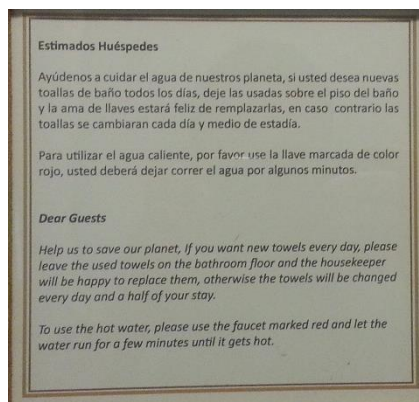 Estimados Huéspedes
Ayúdenos a cuidar el agua de nuestros planeta, si usted desea nuevas
toallas de baño todos los días, deje las usadas sobre el piso del baño
y la ama de llaves estará feliz de remplazarlas, en caso contrario las
toallas se cambiaran cada día y medio de estadía.
Para utilizar el agua caliente, por favor use la llave marcada de color
rojo, usted deberá dejar correr el agua por algunos minutos.
Dear Guests
Help us to save our planet, If you want new towels every day, please
leave the used towels on the bathroom floor and the housekeeper
will be happy to replace them, otherwise the towels will be changed
every day and a half of your stay.
To use the hot water, please use the faucet marked red and let the
water run for a few minutes until it gets hot.